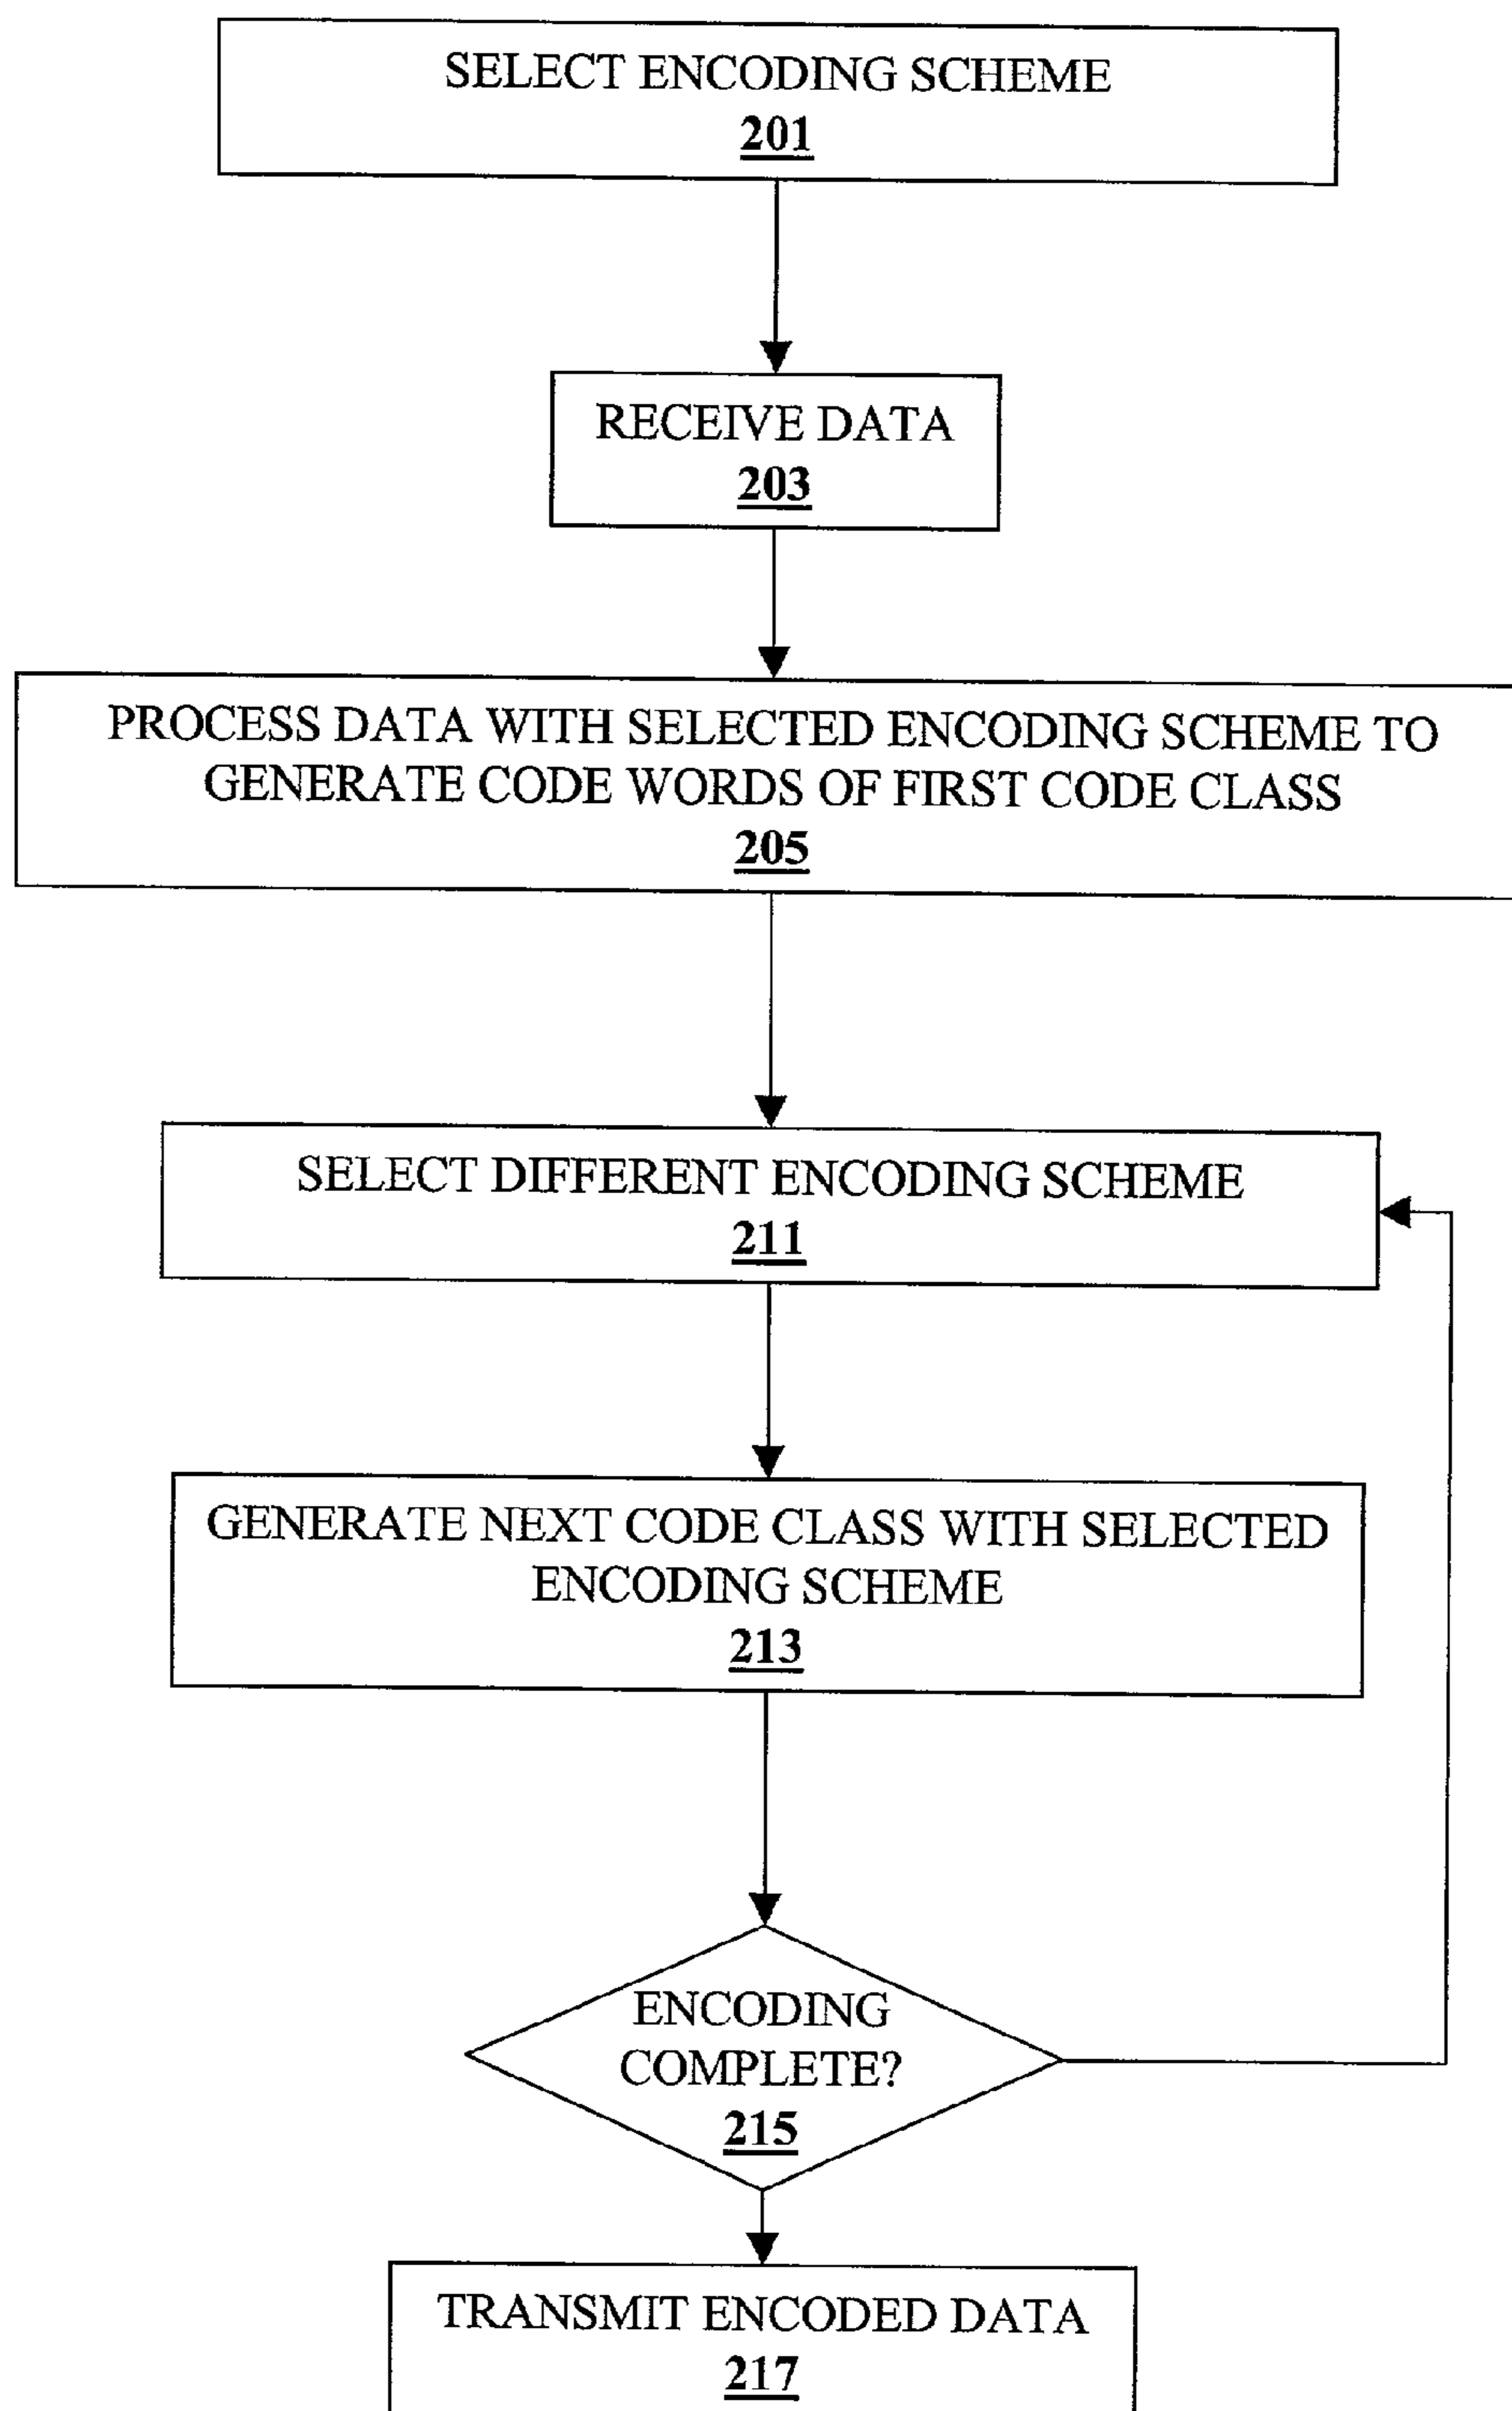 SELECT ENCODING SCHEME
201
RECEIVE DATA
203
PROCESS DATA WITH SELECTED ENCODING SCHEME TO
GENERATE CODE WORDS OF FIRST CODE CLASS
205
SELECT DIFFERENT ENCODING SCHEME
211
GENERATE NEXT CODE CLASS WITH SELECTED
ENCODING SCHEME
213
ENCODING
COMPLETE?
215
TRANSMIT ENCODED DATA
217